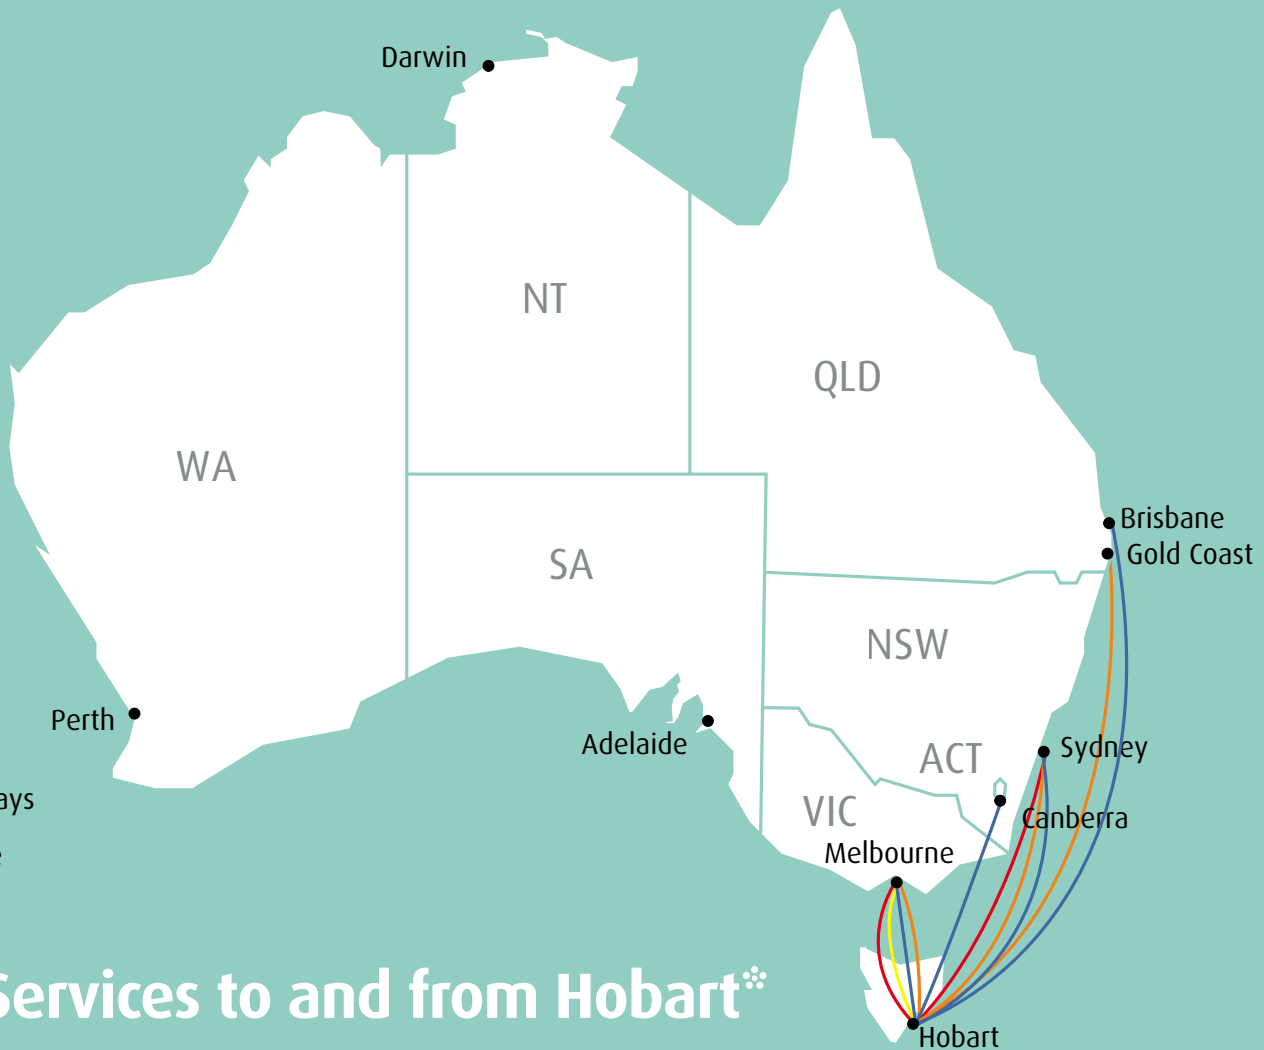 Darwin
NT
QLD
WA
Brisbane
Gold Coast
SA
NSW
Perth
Adelaide
Sydney
ACT
ays
VIC
Canberra
Melbourne
e
Services to and from Hobart
Hobart